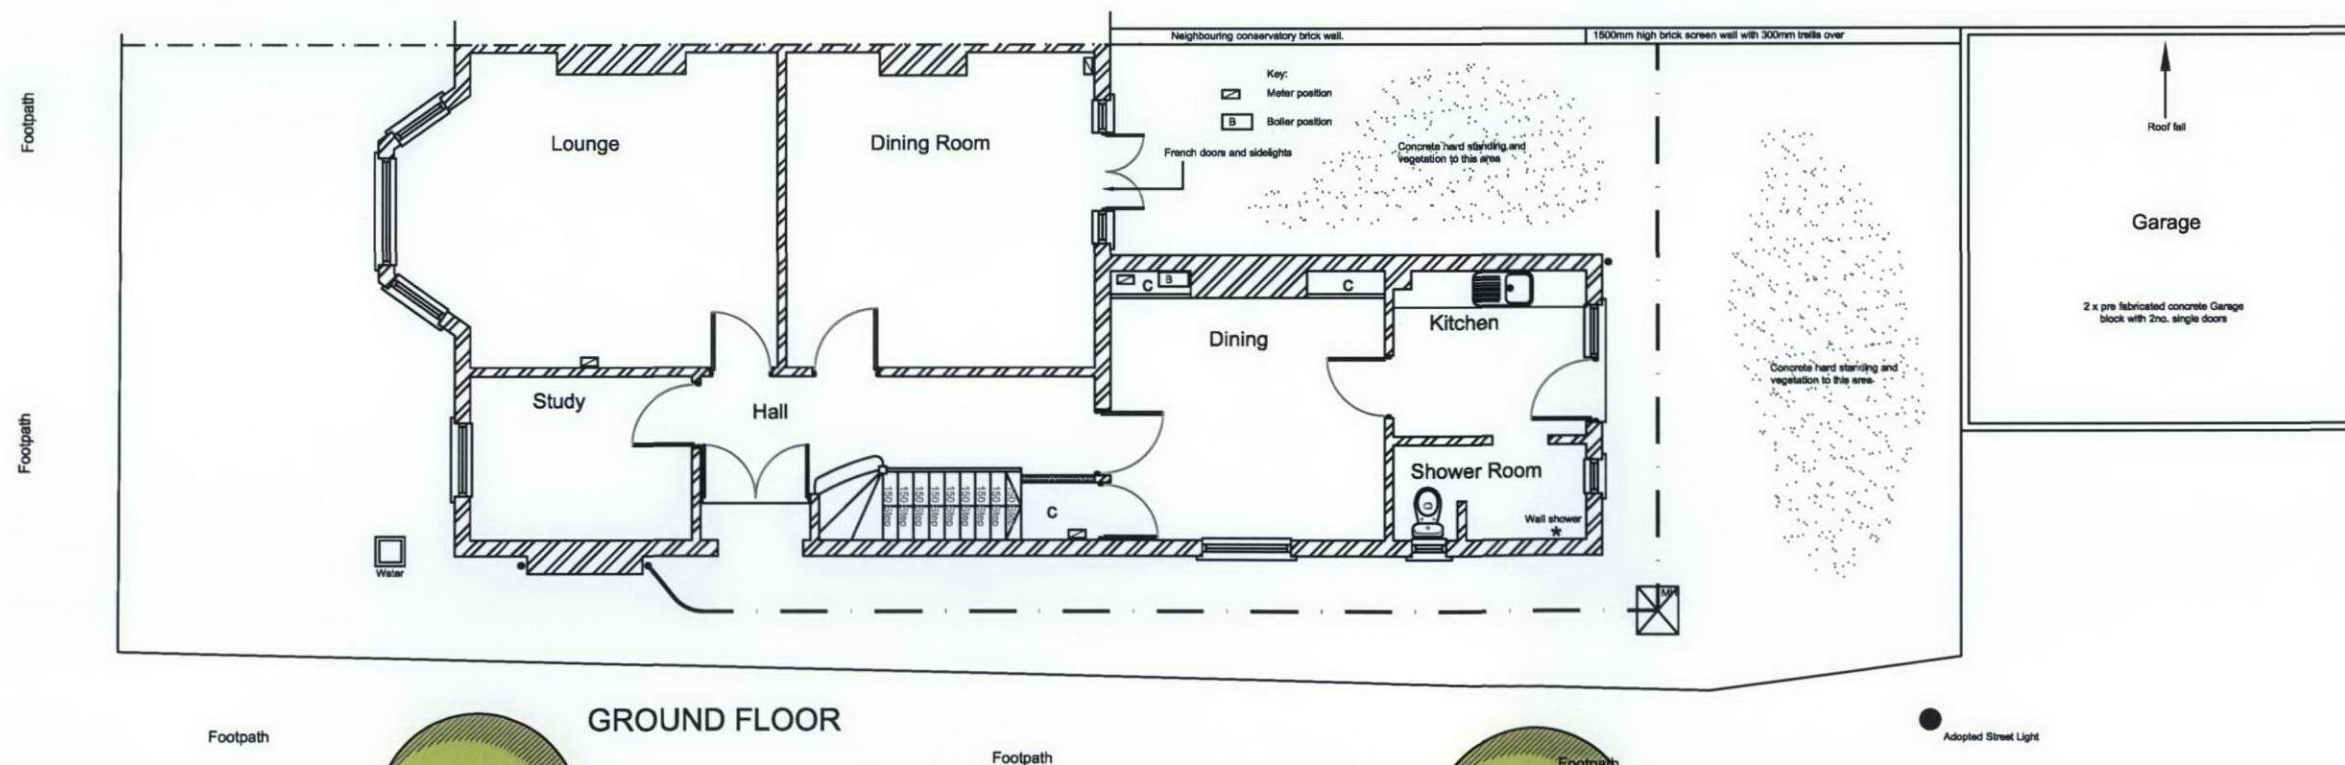 Neighbouring conservatory brick wall.
1500mm high brick screen wall with 300mm trellis over
Footpath
Key:
Meter position
B
Boiler position
French doors and sidelights
Concrete hard standing and
vegetation to this area
Roof fall
Lounge
Dining Room
Garage
2 x pre fabricated concrete Garage
block with 2no. single doors
C
B
C
Dining
Kitchen
Concrete hard standing and
vegetation to this area
Footpath
Study
Hall
Shower Room
C
Wall shower
Water
MH
GROUND FLOOR
Footpath
Footpath
Footpath
Adopted Street Light